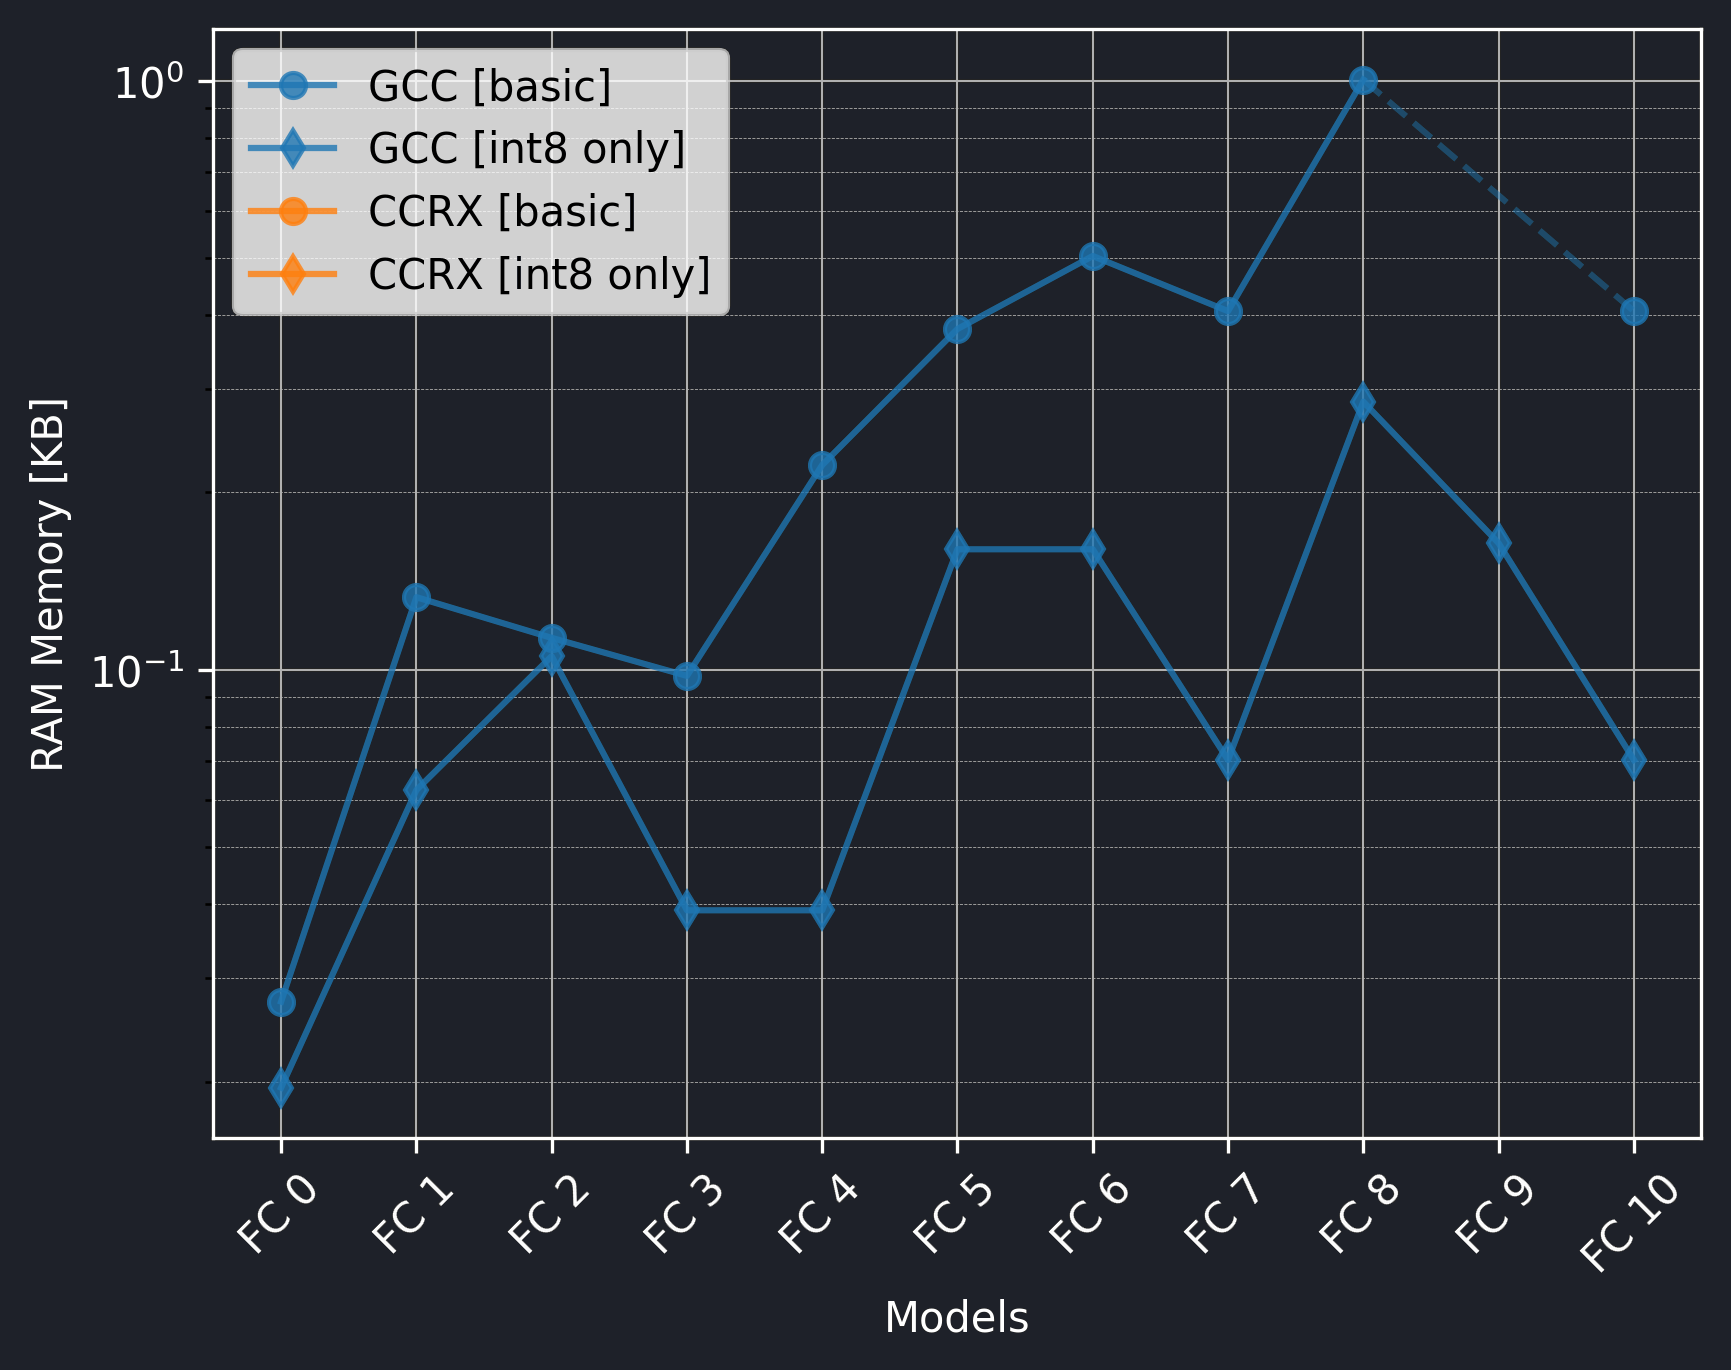 GCC [basic]
GCC [int8 only]
CCRX [basic]
CCRX [int8 only]
10⁰
10⁻¹
RAM Memory [KB]
FC 0
FC 1
FC 2
FC 3
FC 4
FC 5
FC 6
FC 7
FC 8
FC 9
FC 10
Models